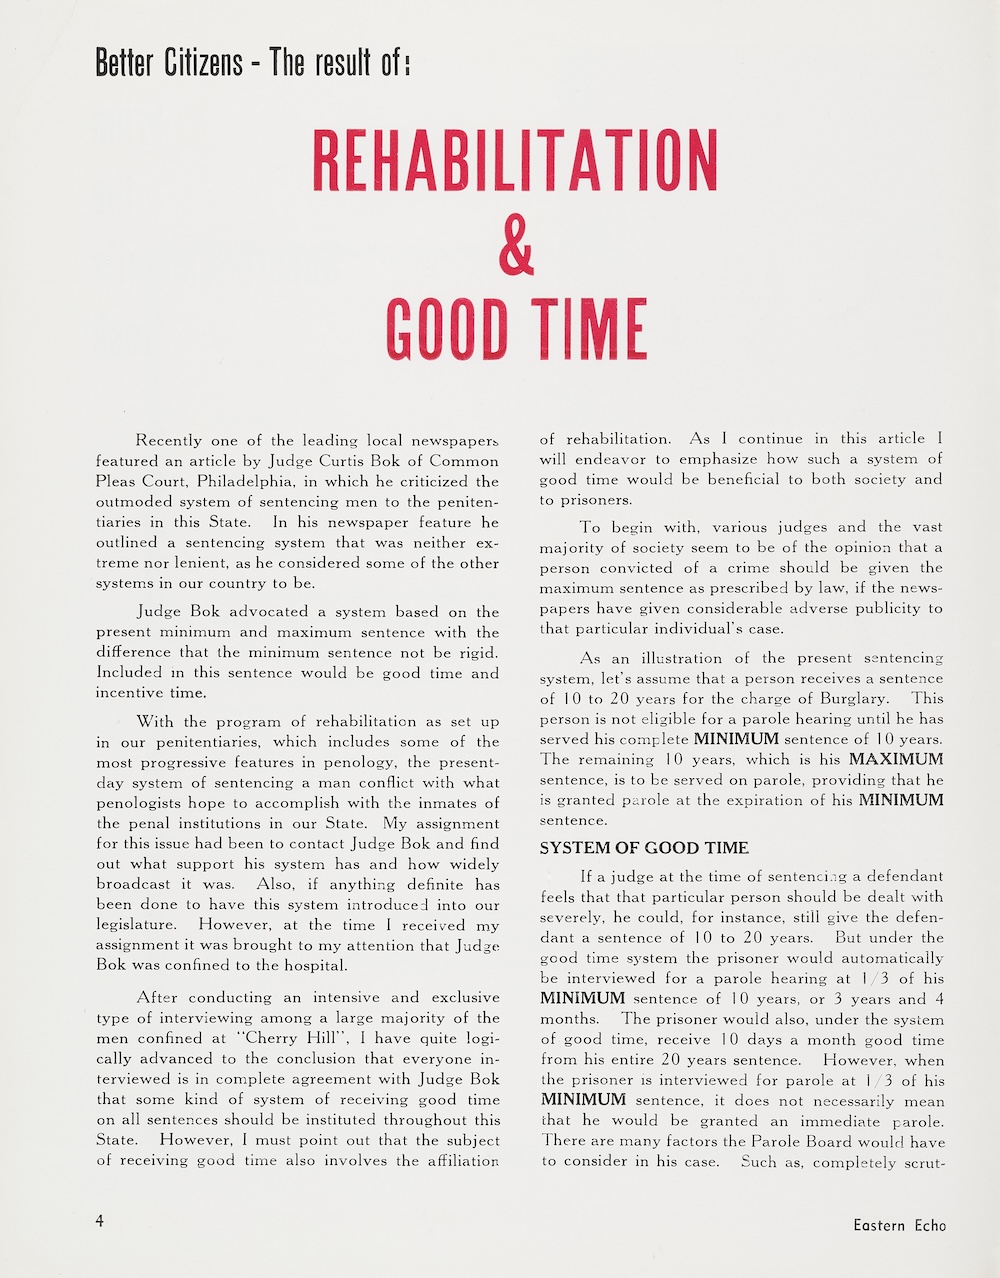 Better Citizens - The result of:
REHABILITATION
&
GOOD TIME
Recently one of the leading local newspapers
featured an article by Judge Curtis Bok of Common
Pleas Court, Philadelphia, in which he criticized the
outmoded system of sentencing men to the peniten-
tiaries in this State. In his newspaper feature he
outlined a sentencing system that was neither ex-
treme nor lenient, as he considered some of the other
systems in our country to be.
Judge Bok advocated a system based on the
present minimum and maximum sentence with the
difference that the minimum sentence not be rigid.
Included in this sentence would be good time and
incentive time.
With the program of rehabilitation as set up
in our penitentiaries, which includes some of the
most progressive features in penology, the present-
day system of sentencing a man conflict with what
penologists hope to accomplish with the inmates of
the penal institutions in our State. My assignment
for this issue had been to contact Judge Bok and find
out what support his system has and how widely
broadcast it was. Also, if anything definite has
been done to have this system introduced into our
legislature. However, at the time I received my
assignment it was brought to my attention that Judge
Bok was confined to the hospital.
After conducting an intensive and exclusive
type of interviewing among a large majority of the
men confined at "Cherry Hill", I have quite logi-
cally advanced to the conclusion that everyone in-
terviewed is in complete agreement with Judge Bok
that some kind of system of receiving good time
on all sentences should be instituted throughout this
State. However, I must point out that the subject
of receiving good time also involves the affiliation
of rehabilitation. As I continue in this article I
will endeavor to emphasize how such a system of
good time would be beneficial to both society and
to prisoners.
To begin with, various judges and the vast
majority of society seem to be of the opinion that a
person convicted of a crime should be given the
maximum sentence as prescribed by law, if the news-
papers have given considerable adverse publicity to
that particular individual's case.
As an illustration of the present sentencing
system, let's assume that a person receives a sentence
of 10 to 20 years for the charge of Burglary. This
person is not eligible for a parole hearing until he has
served his complete MINIMUM sentence of 10 years.
The remaining 10 years, which is his MAXIMUM
sentence, is to be served on parole, providing that he
is granted parole at the expiration of his MINIMUM
sentence.
SYSTEM OF GOOD TIME
If a judge at the time of sentencing a defendant
feels that that particular person should be dealt with
severely, he could, for instance, still give the defen-
dant a sentence of 10 to 20 years. But under the
good time system the prisoner would automatically
be interviewed for a parole hearing at 1/3 of his
MINIMUM sentence of 10 years, or 3 years and 4
months. The prisoner would also, under the system
of good time, receive 10 days a month good time
from his entire 20 years sentence. However, when
the prisoner is interviewed for parole at 1/3 of his
MINIMUM sentence, it does not necessarily mean
that he would be granted an immediate parole.
There are many factors the Parole Board would have
to consider in his case. Such as, completely scrut-
4
Eastern Echo